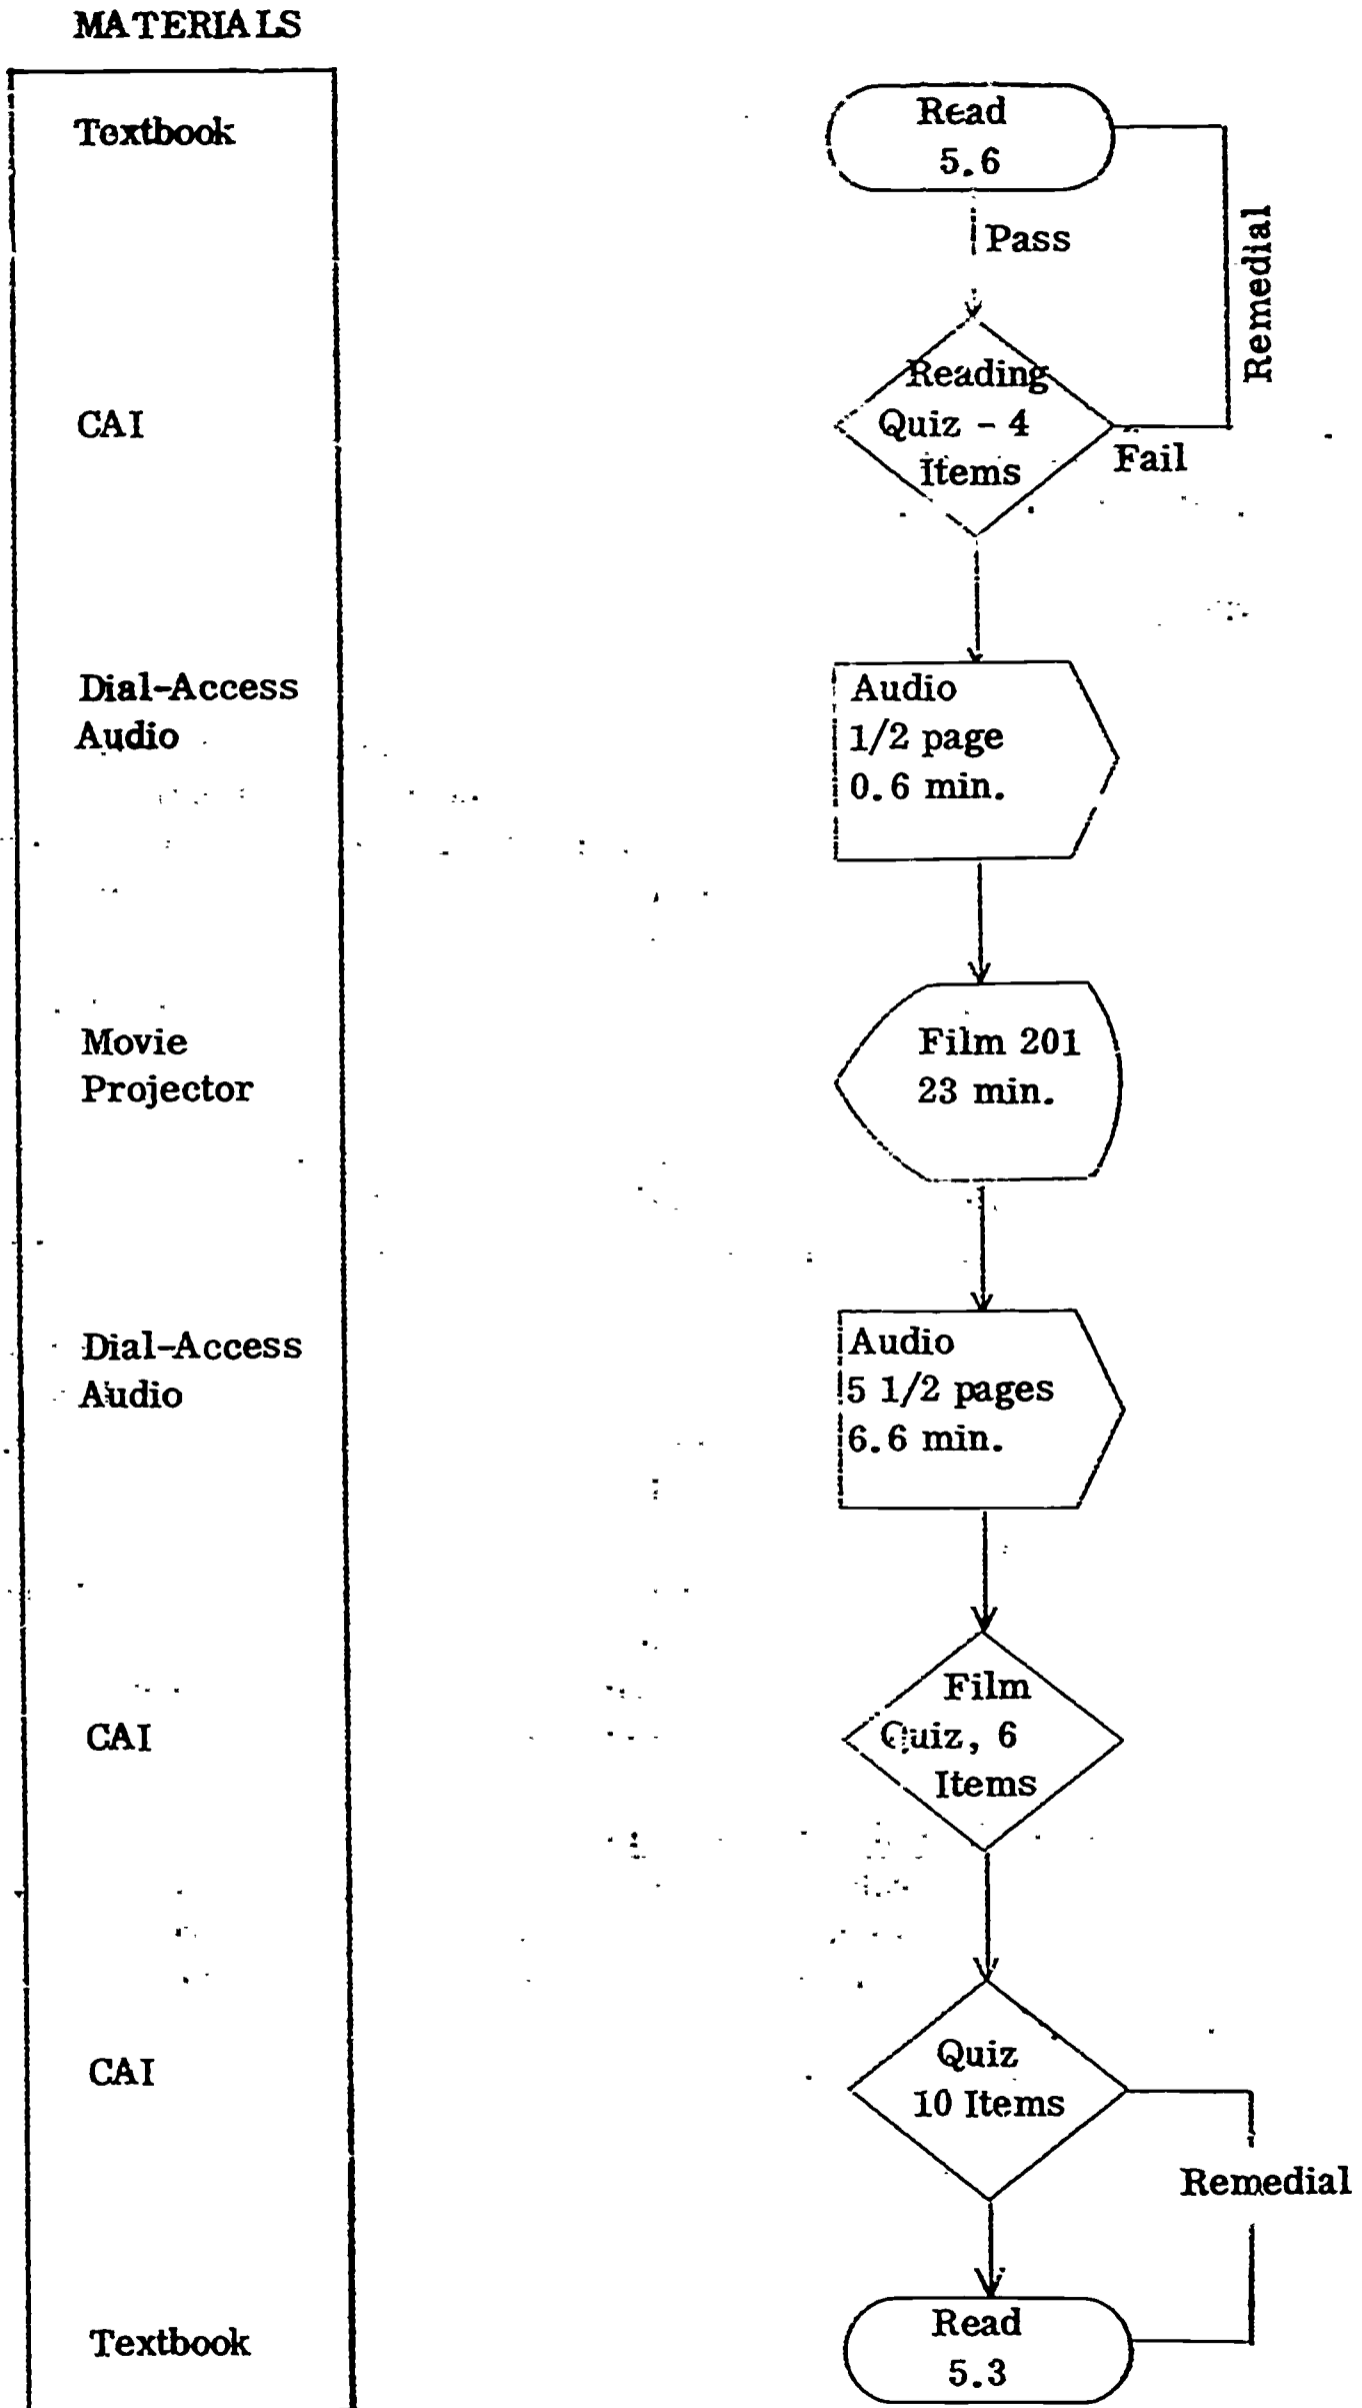 MATERIALS
Textbook
Read
5.6
Pass
Remedial
CAI
Reading
Quiz - 4
Items
Fail
Dial-Access
Audio
Audio
1/2 page
0.6 min.
Movie
Projector
Film 201
23 min.
Dial-Access
Audio
Audio
5 1/2 pages
6.6 min.
CAI
Film
Quiz, 6
Items
CAI
Quiz
10 Items
Remedial
Textbook
Read
5.3